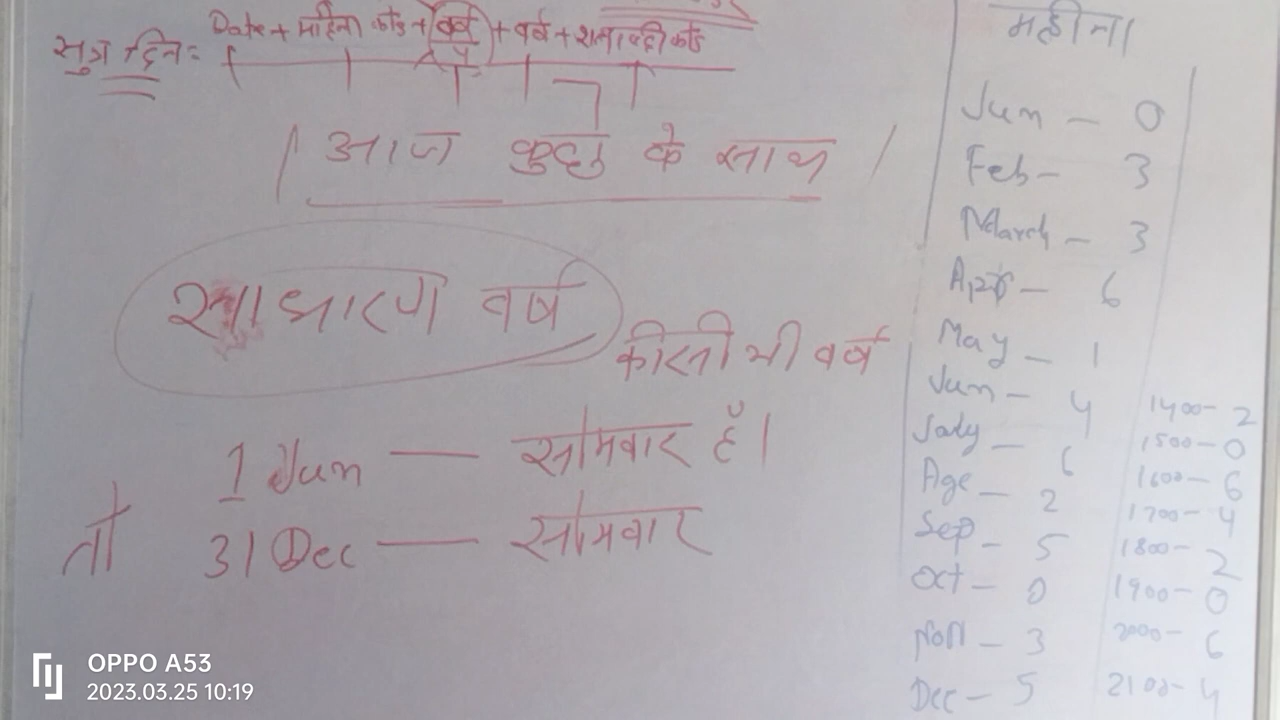 Date + महिना कोड + वर्ष/4 + वर्ष + शताब्दी कोड
सुत्र दिन =
आज कुछ के साथ
साधारण वर्ष
कीसी भी वर्ष
1 Jan — सोमवार हैं।
तो 31 Dec — सोमवार
महीना
Jun - 0
Feb - 3
March - 3
Apr - 6
May - 1
Jun - 4
July - 6
Age - 2
Sep - 5
Oct - 0
Nov - 3
Dec - 5
1400 - 2
1500 - 0
1600 - 6
1700 - 4
1800 - 2
1900 - 0
2000 - 6
2100 - 4
OPPO A53
2023.03.25 10:19